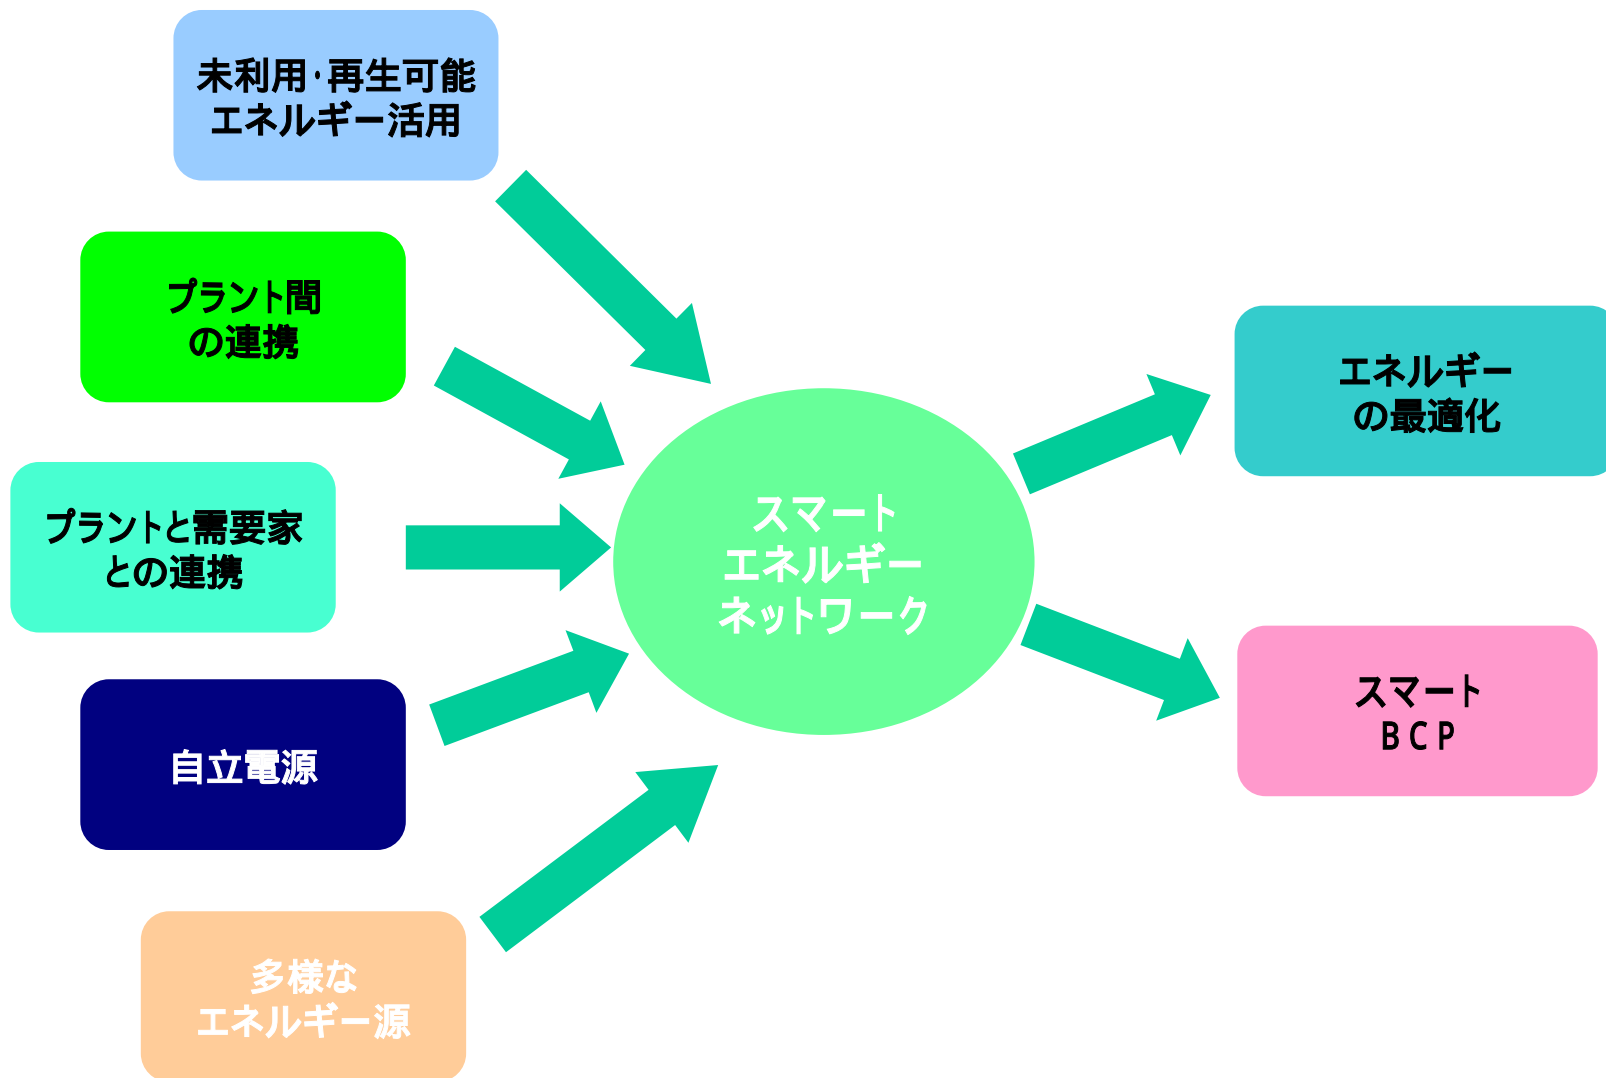 未利用・再生可能
エネルギー活用
プラント間
の連携
プラントと需要家
との連携
自立電源
多様な
エネルギー源
スマート
エネルギー
ネットワーク
エネルギー
の最適化
スマート
ＢＣＰ